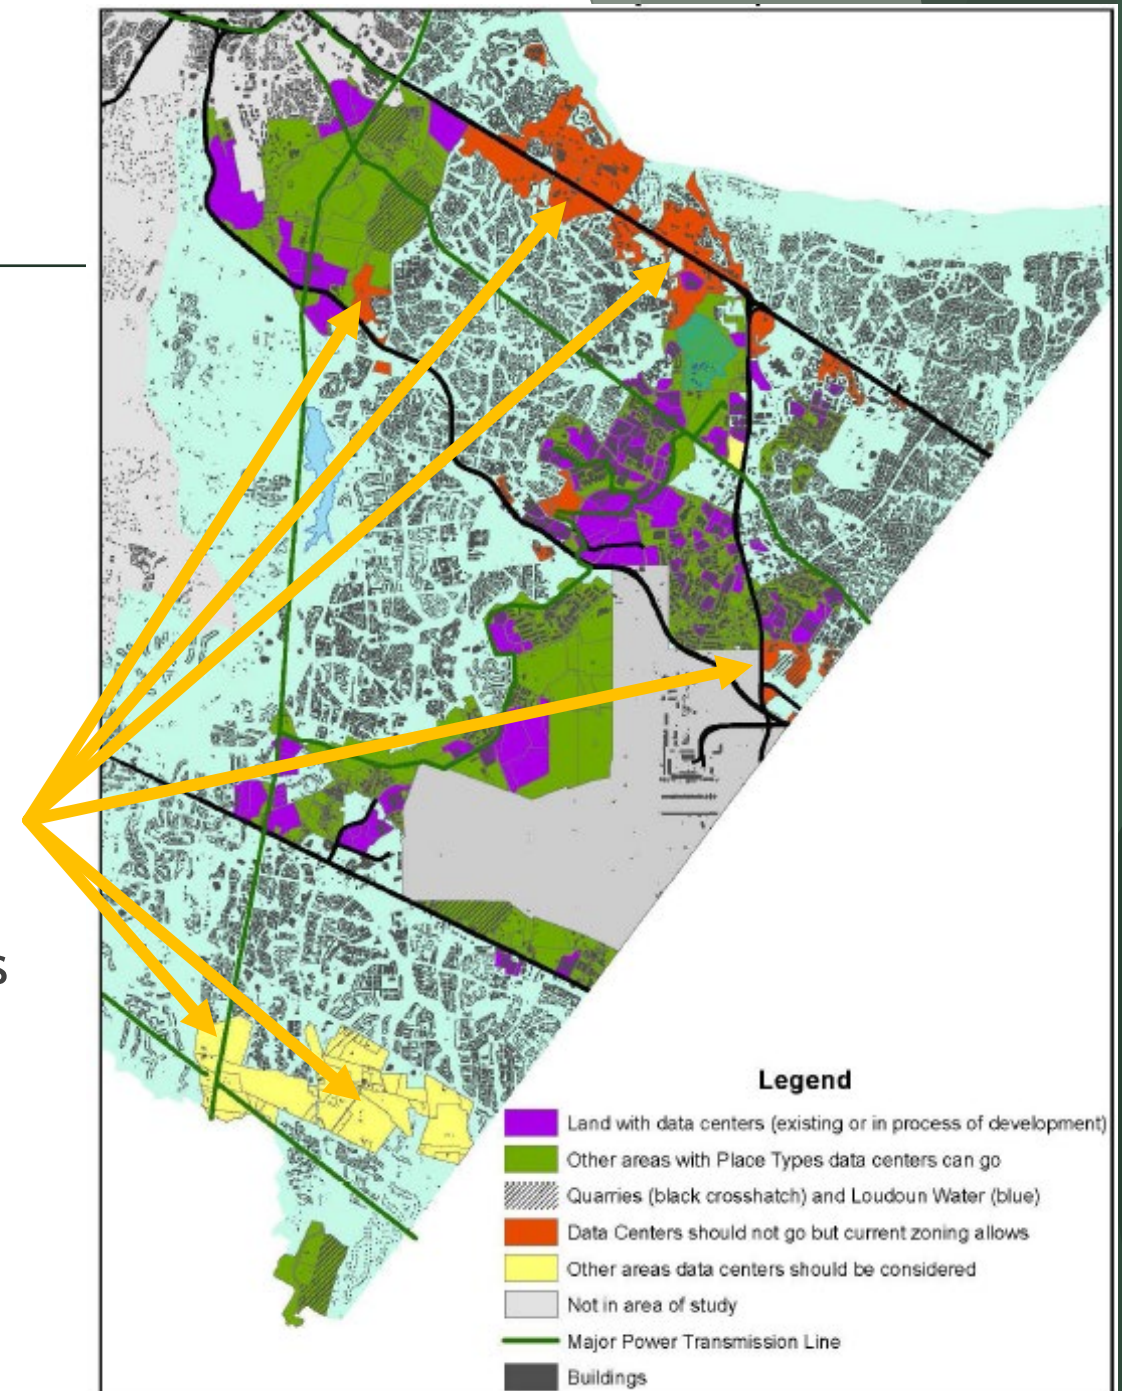 s
Legend
Land with data centers (existing or in process of development)
Other areas with Place Types data centers can go
Quarries (black crosshatch) and Loudoun Water (blue)
Data Centers should not go but current zoning allows
Other areas data centers should be considered
Not in area of study
Major Power Transmission Line
Buildings